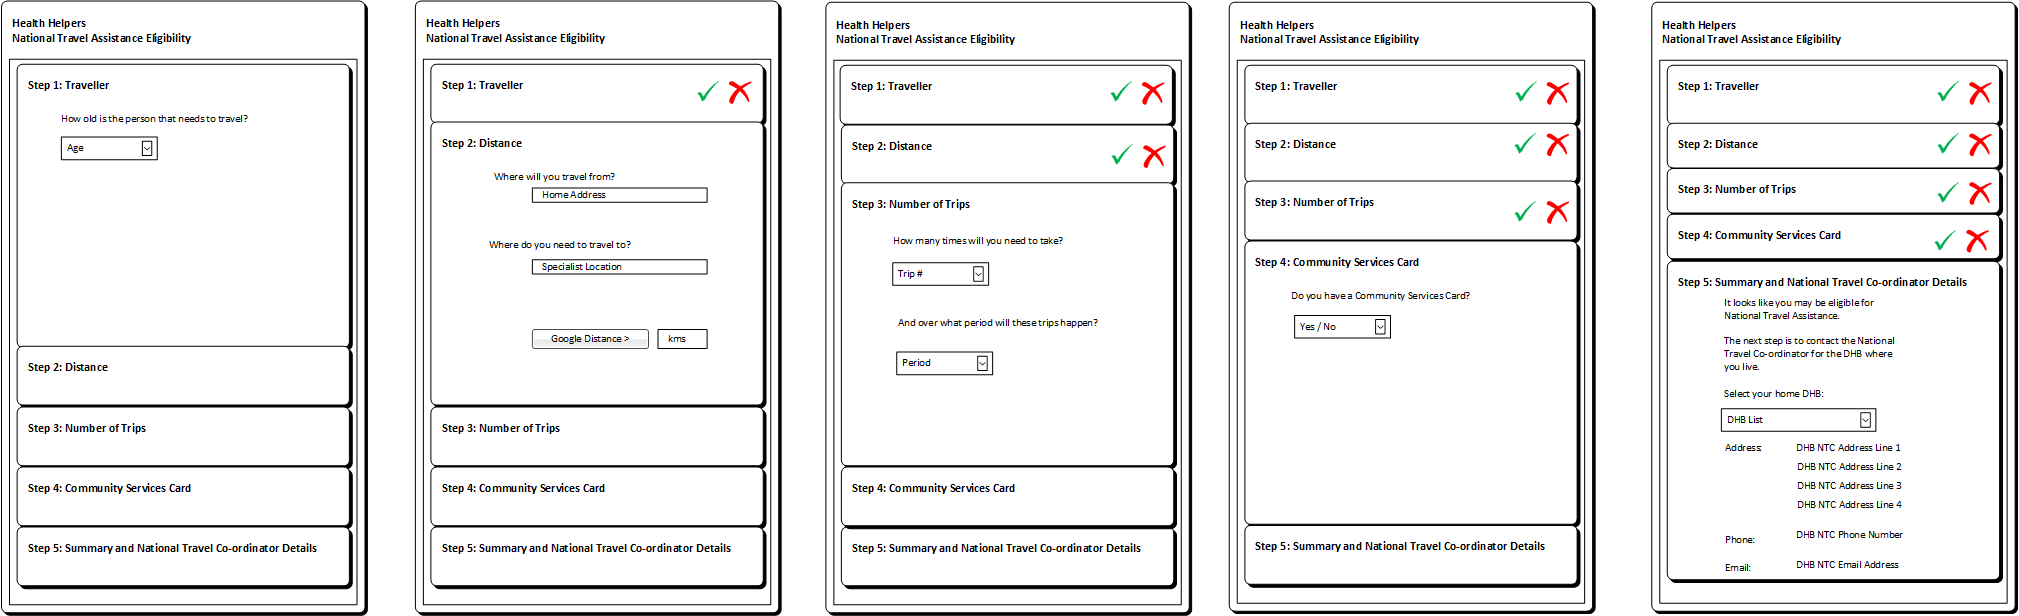 Health Helpers
National Travel Assistance Eligibility
Step 1: Traveller
How old is the person that needs to travel?
Age
Step 2: Distance
Step 3: Number of Trips
Step 4: Community Services Card
Step 5: Summary and National Travel Co-ordinator Details
Health Helpers
National Travel Assistance Eligibility
Step 1: Traveller
Step 2: Distance
Where will you travel from?
Home Address
Where do you need to travel to?
Specialist Location
Google Distance >
kms
Step 3: Number of Trips
Step 4: Community Services Card
Step 5: Summary and National Travel Co-ordinator Details
Health Helpers
National Travel Assistance Eligibility
Step 1: Traveller
Step 2: Distance
Step 3: Number of Trips
How many times will you need to take?
Trip #
And over what period will these trips happen?
Period
Step 4: Community Services Card
Step 5: Summary and National Travel Co-ordinator Details
Health Helpers
National Travel Assistance Eligibility
Step 1: Traveller
Step 2: Distance
Step 3: Number of Trips
Step 4: Community Services Card
Do you have a Community Services Card?
Yes / No
Step 5: Summary and National Travel Co-ordinator Details
Health Helpers
National Travel Assistance Eligibility
Step 1: Traveller
Step 2: Distance
Step 3: Number of Trips
Step 4: Community Services Card
Step 5: Summary and National Travel Co-ordinator Details
It looks like you may be eligible for
National Travel Assistance.
The next step is to contact the National
Travel Co-ordinator for the DHB where
you live.
Select your home DHB:
DHB List
Address: DHB NTC Address Line 1
DHB NTC Address Line 2
DHB NTC Address Line 3
DHB NTC Address Line 4
Phone: DHB NTC Phone Number
Email: DHB NTC Email Address